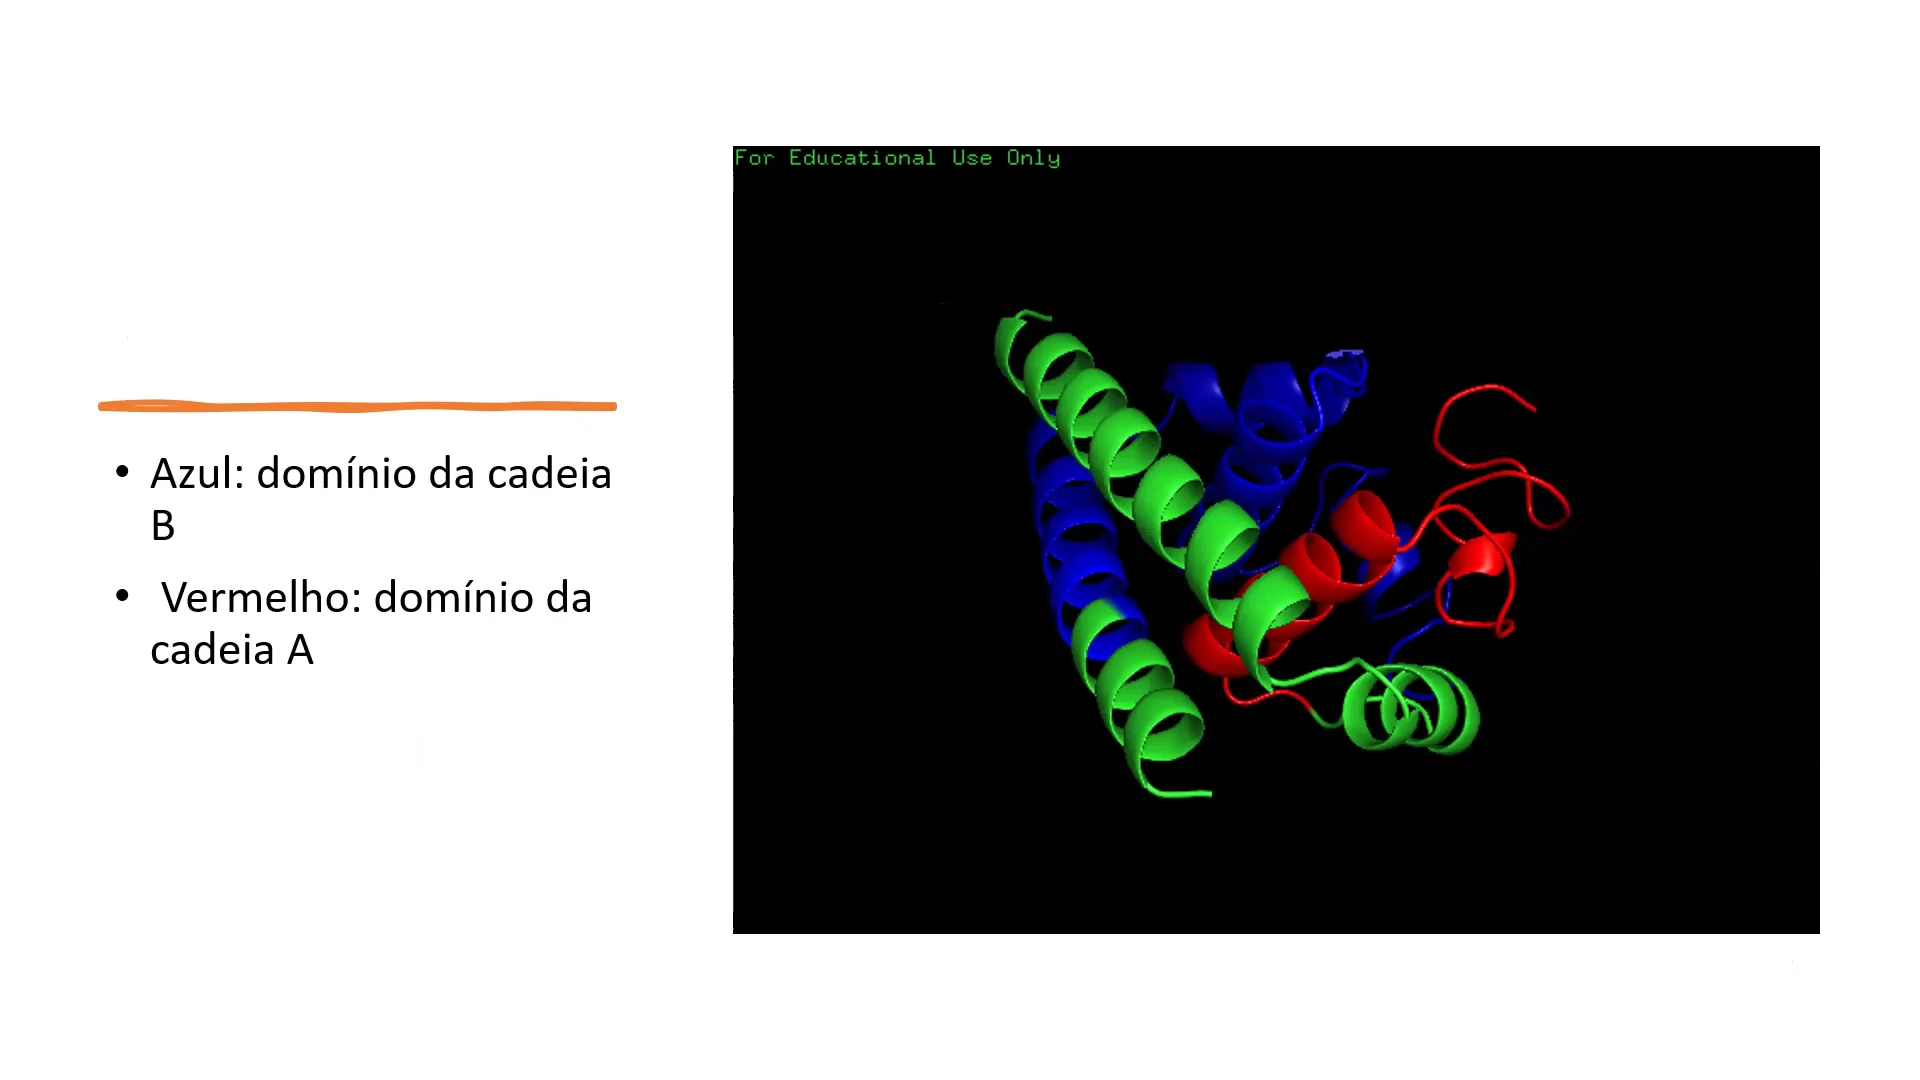 For Educational Use Only
• Azul: domínio da cadeia
B
• Vermelho: domínio da
cadeia A